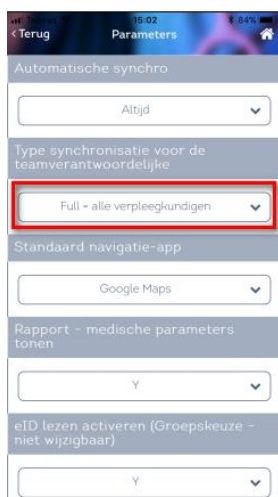 15:02
84%
< Terug Parameters
Automatische synchro
Altijd
Type synchronisatie voor de
teamverantwoordelijke
Full - alle verpleegkundigen
Standaard navigatie-app
Google Maps
Rapport - medische parameters
tonen
Y
eID lezen activeren (Groepskeuze -
niet wijzigbaar)
Y